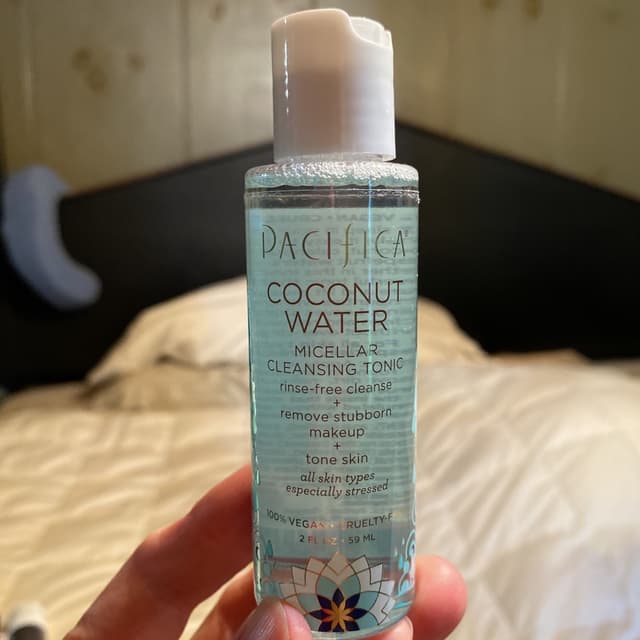 PACIFICA
COCONUT
WATER
MICELLAR
CLEANSING TONIC
rinse-free cleanse
+
remove stubborn
makeup
+
tone skin
all skin types
especially stressed
100% VEGAN
2 FL 59 ML